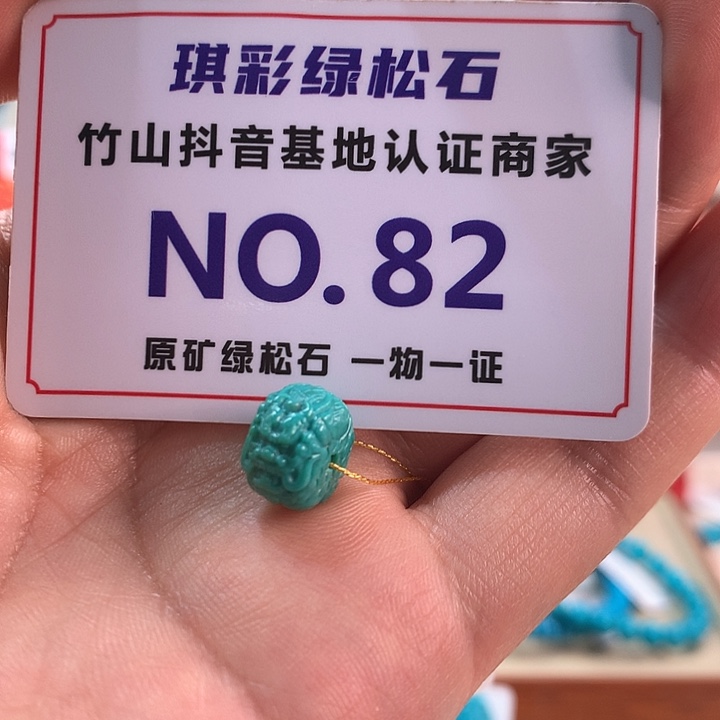 琪彩绿松石
竹山抖音基地认证商家
NO.82
原矿绿松石 一物一证